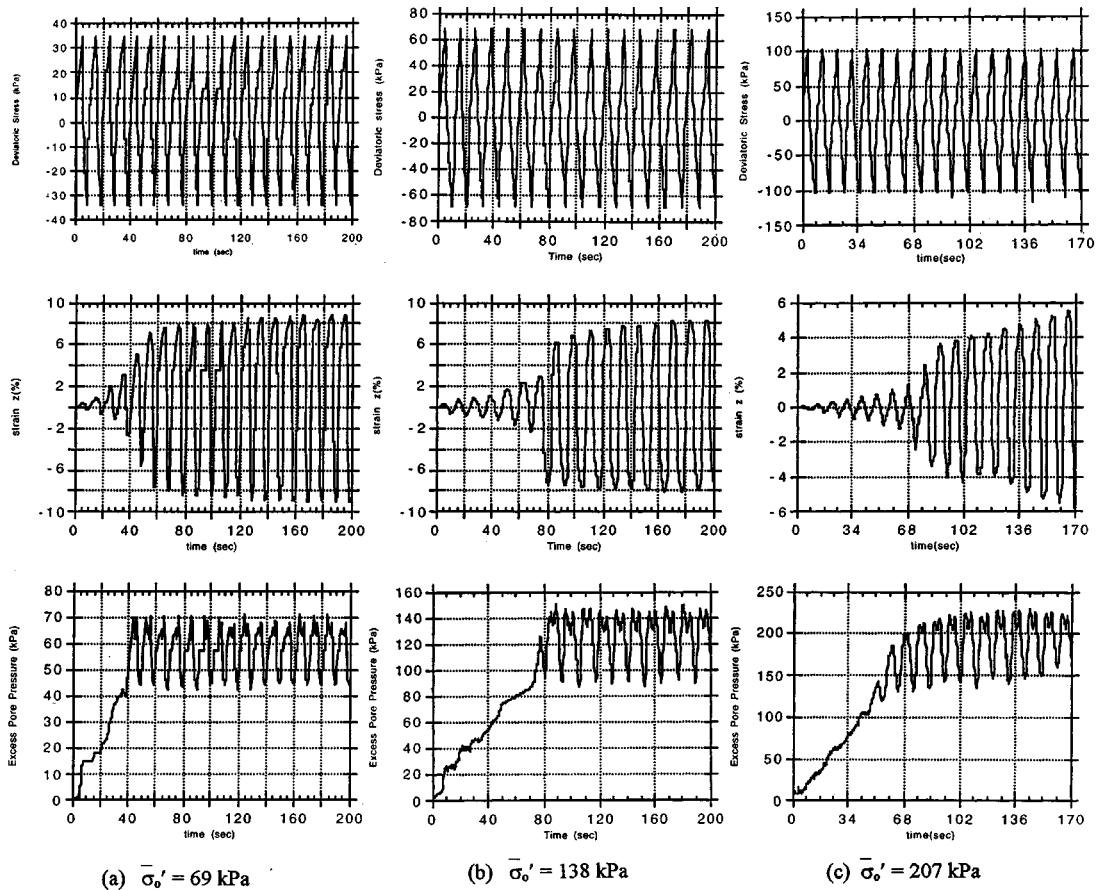 Deviatoric Stress (kPa)
40
30
20
10
0
-10
-20
-30
-40
0 40 80 120 160 200
time (sec)
Deviatoric Stress (kPa)
80
60
40
20
0
-20
-40
-60
-80
0 40 80 120 160 200
Time (sec)
Deviatoric Stress (kPa)
150
100
50
0
-50
-100
-150
0 34 68 102 136 170
time(sec)
strain z(%)
10
6
2
-2
-6
-10
0 40 80 120 160 200
time (sec)
strain z(%)
10
6
2
-2
-6
-10
0 40 80 120 160 200
Time (sec)
strain z (%)
6
4
2
0
-2
-4
-6
0 34 68 102 136 170
time(sec)
Excess Pore Pressure (kPa)
80
70
60
50
40
30
20
10
0
0 40 80 120 160 200
time (sec)
Excess Pore Pressure (kPa)
160
140
120
100
80
60
40
20
0
0 40 80 120 160 200
Time (sec)
Excess Pore Pressure (kPa)
250
200
150
100
50
0
0 34 68 102 136 170
time(sec)
(a) σ̄ₒ' = 69 kPa
(b) σ̄ₒ' = 138 kPa
(c) σ̄ₒ' = 207 kPa